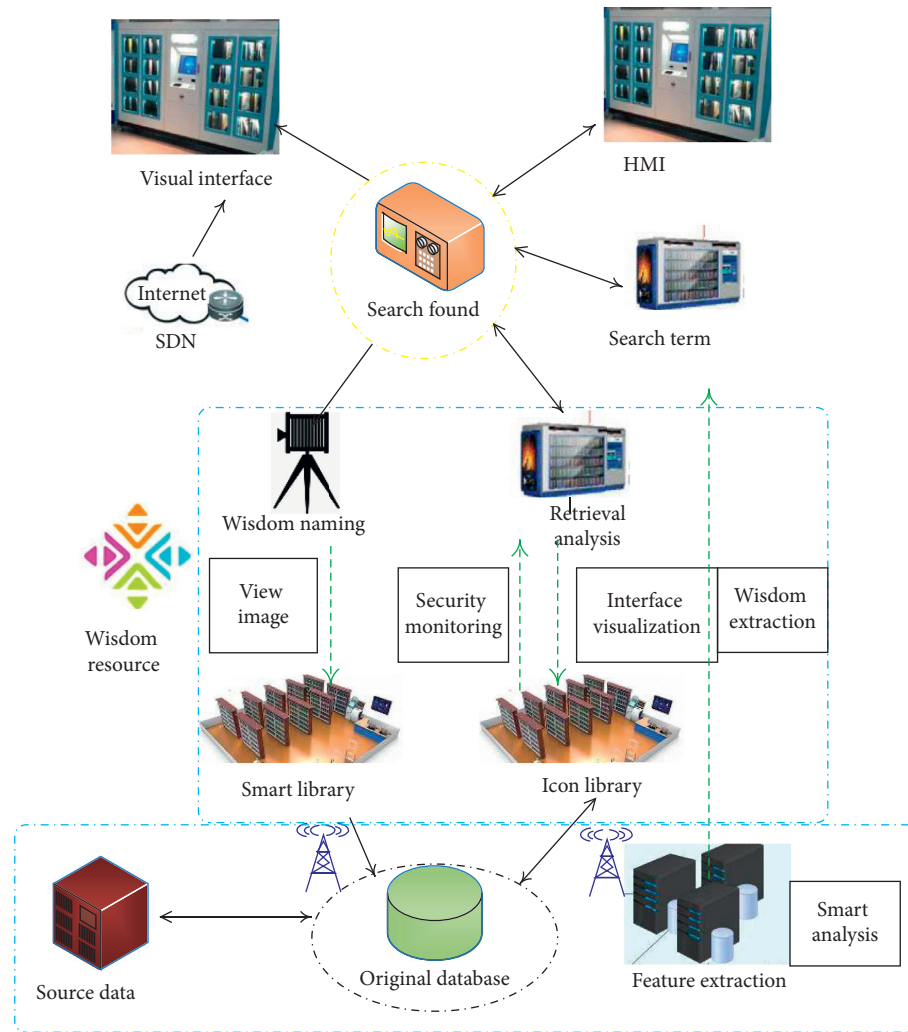 Visual interface
HMI
Internet
SDN
Search found
Search term
Wisdom naming
Retrieval
analysis
View
image
Security
monitoring
Interface
visualization
Wisdom
extraction
Wisdom
resource
Smart library
Icon library
Source data
Original database
Feature extraction
Smart
analysis